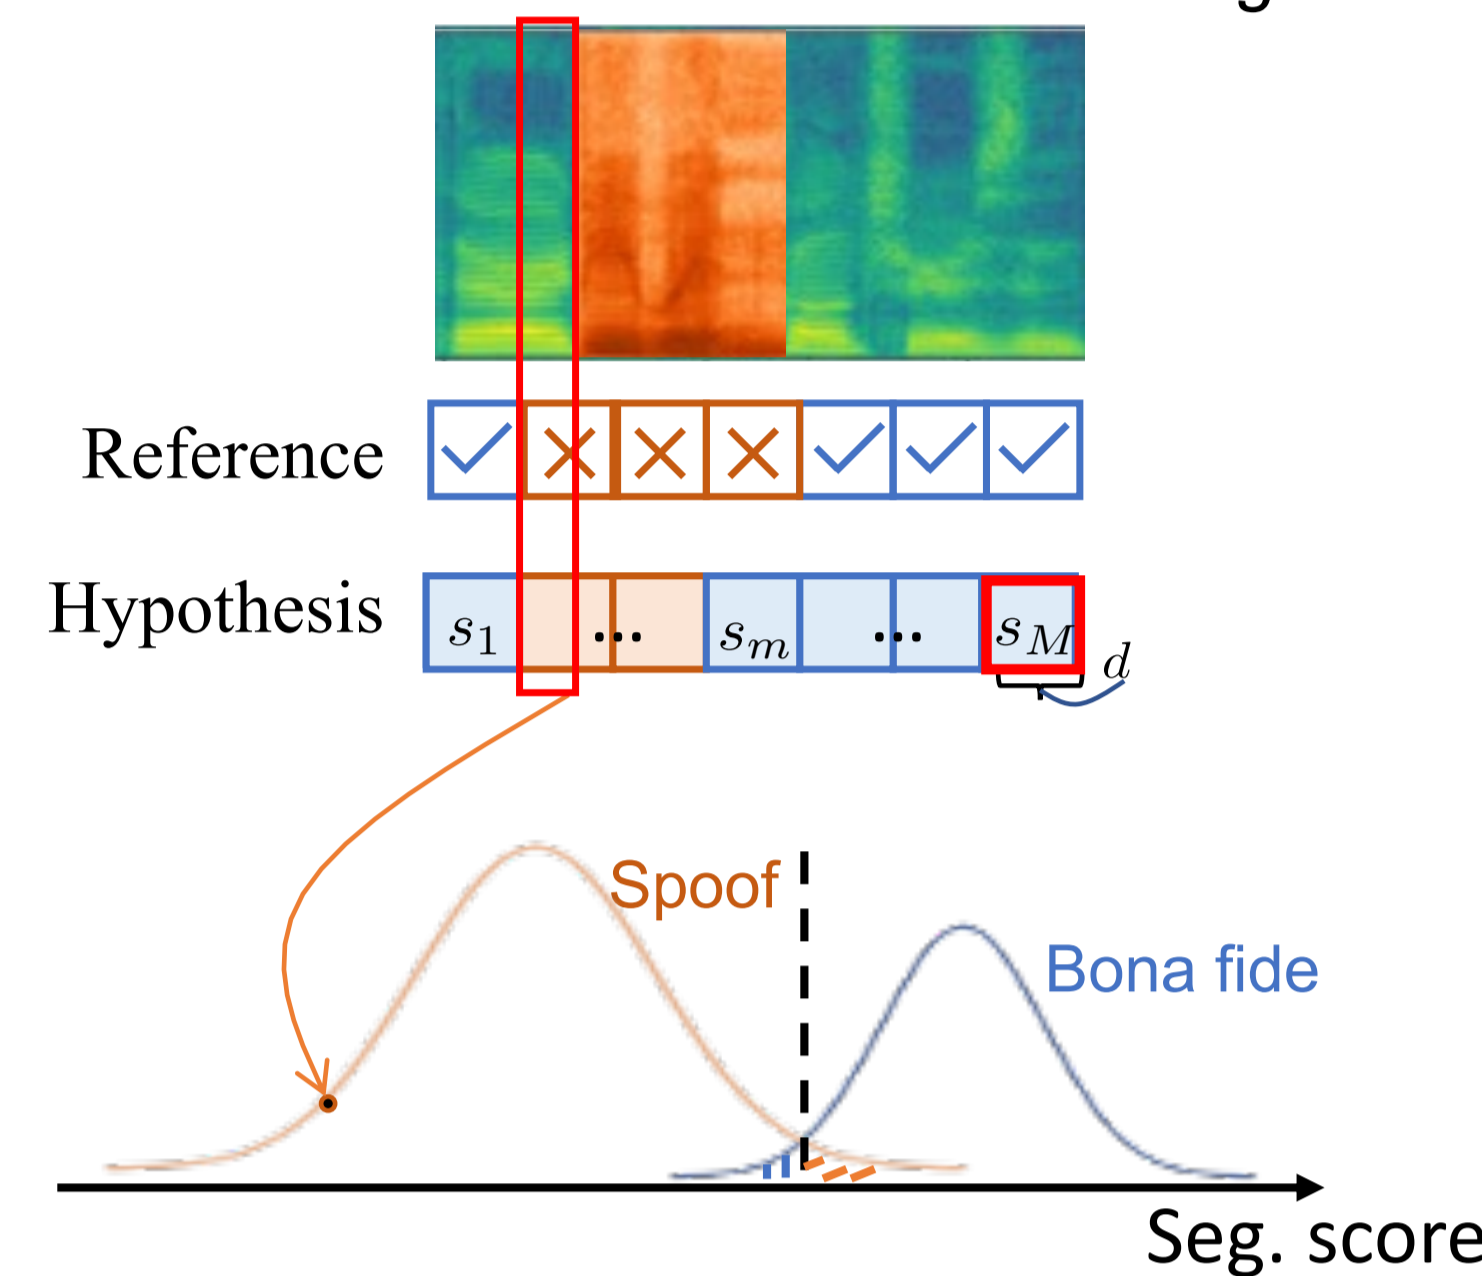 g
Reference
Hypothesis
s1 ... sm ... sM
d
Spoof
Bona fide
Seg. score